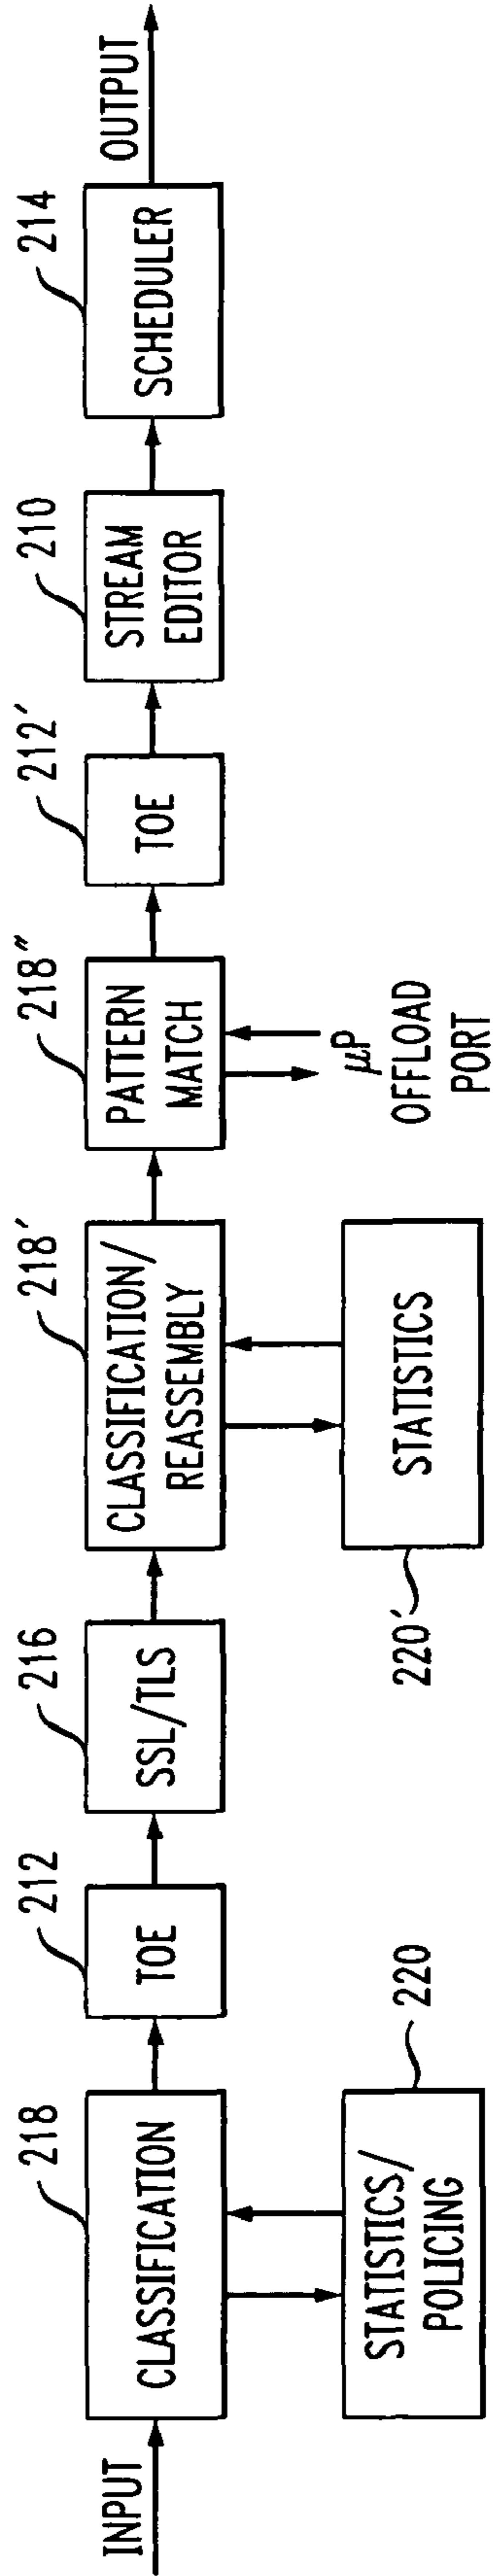 INPUT
218
CLASSIFICATION
STATISTICS/
POLICING
220
212
TOE
216
SSL/TLS
218′
CLASSIFICATION/
REASSEMBLY
STATISTICS
220′
218″
PATTERN
MATCH
μP
OFFLOAD
PORT
212′
TOE
210
STREAM
EDITOR
214
SCHEDULER
OUTPUT